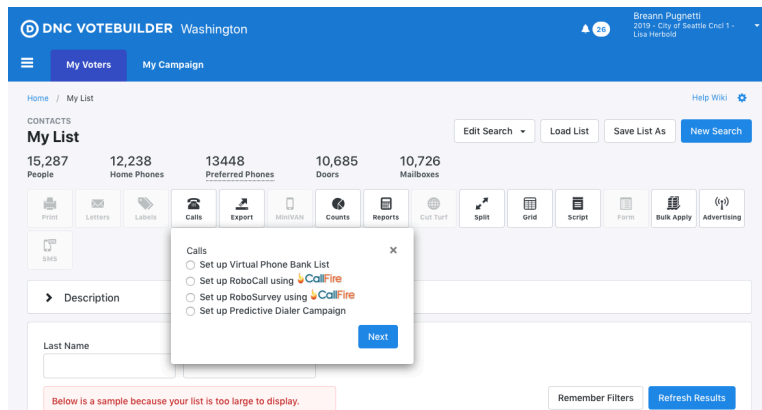 DNC VOTEBUILDER Washington
26
Breann Pugnetti
2019 - City of Seattle Cncl 1 -
Lisa Herbold
My Voters My Campaign
Home / My List
Help Wiki
CONTACTS
My List
Edit Search Load List Save List As New Search
15,287 12,238 13448 10,685 10,726
People Home Phones Preferred Phones Doors Mailboxes
Print Letters Labels Calls Export MiniVAN Counts Reports Cut Turf Split Grid Script Form Bulk Apply Advertising
SMS
Calls
Set up Virtual Phone Bank List
Set up RoboCall using CallFire
Set up RoboSurvey using CallFire
Set up Predictive Dialer Campaign
Next
Description
Last Name
Below is a sample because your list is too large to display.
Remember Filters Refresh Results